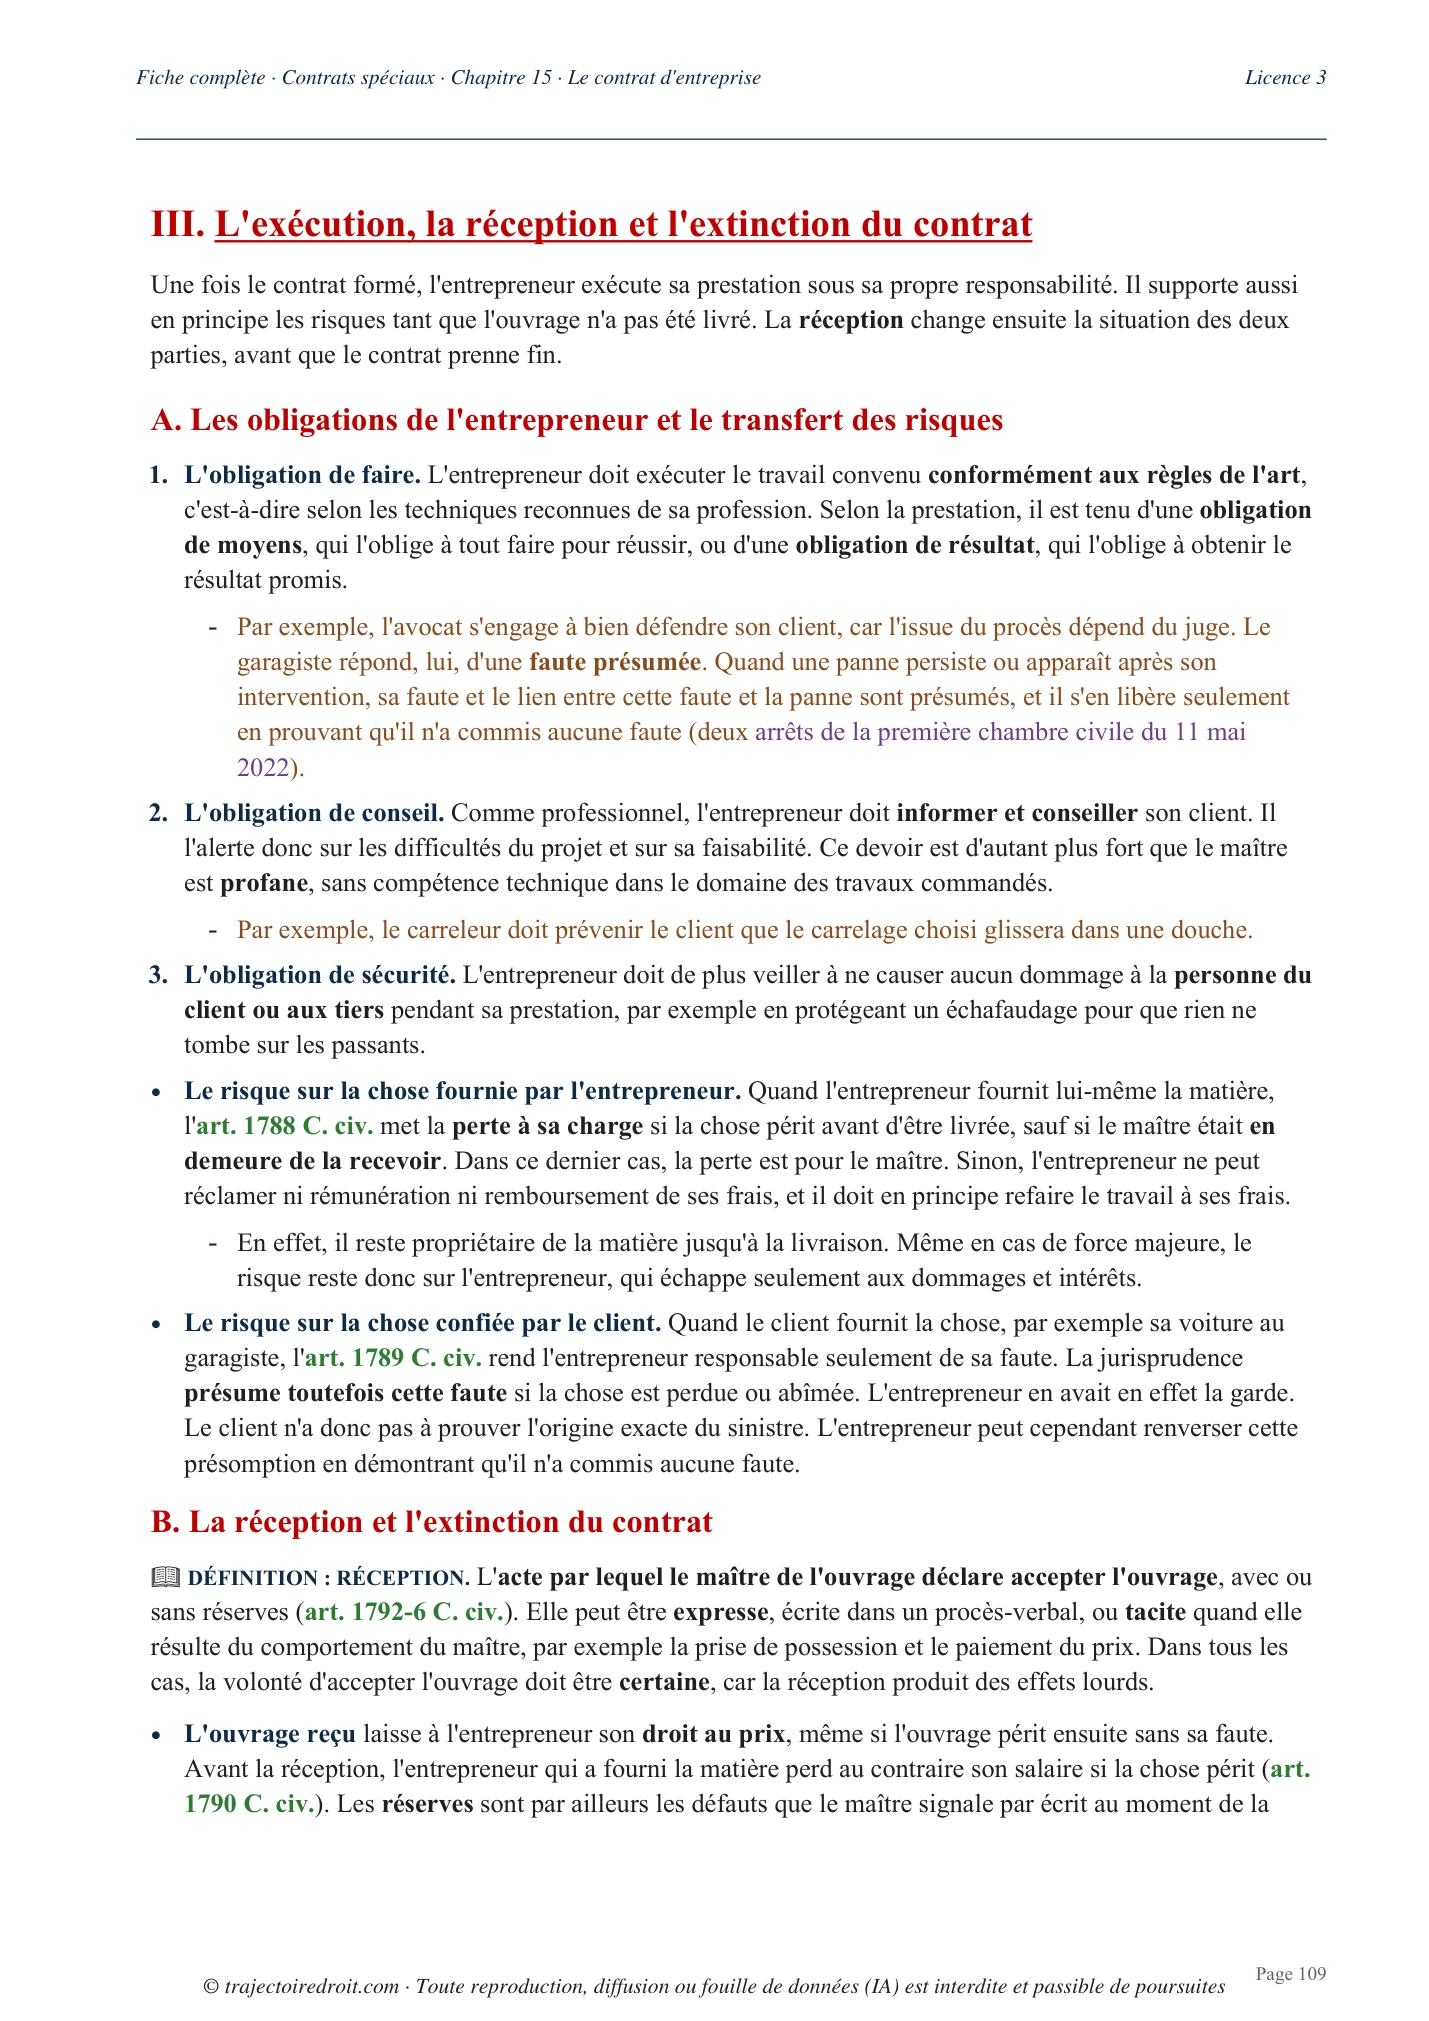 Fiche complète · Contrats spéciaux · Chapitre 15 · Le contrat d'entreprise
Licence 3
III. L'exécution, la réception et l'extinction du contrat
Une fois le contrat formé, l'entrepreneur exécute sa prestation sous sa propre responsabilité. Il supporte aussi
en principe les risques tant que l'ouvrage n'a pas été livré. La réception change ensuite la situation des deux
parties, avant que le contrat prenne fin.
A. Les obligations de l'entrepreneur et le transfert des risques
1. L'obligation de faire. L'entrepreneur doit exécuter le travail convenu conformément aux règles de l'art,
c'est-à-dire selon les techniques reconnues de sa profession. Selon la prestation, il est tenu d'une obligation
de moyens, qui l'oblige à tout faire pour réussir, ou d'une obligation de résultat, qui l'oblige à obtenir le
résultat promis.
- Par exemple, l'avocat s'engage à bien défendre son client, car l'issue du procès dépend du juge. Le
garagiste répond, lui, d'une faute présumée. Quand une panne persiste ou apparaît après son
intervention, sa faute et le lien entre cette faute et la panne sont présumés, et il s'en libère seulement
en prouvant qu'il n'a commis aucune faute (deux arrêts de la première chambre civile du 11 mai
2022).
2. L'obligation de conseil. Comme professionnel, l'entrepreneur doit informer et conseiller son client. Il
l'alerte donc sur les difficultés du projet et sur sa faisabilité. Ce devoir est d'autant plus fort que le maître
est profane, sans compétence technique dans le domaine des travaux commandés.
- Par exemple, le carreleur doit prévenir le client que le carrelage choisi glissera dans une douche.
3. L'obligation de sécurité. L'entrepreneur doit de plus veiller à ne causer aucun dommage à la personne du
client ou aux tiers pendant sa prestation, par exemple en protégeant un échafaudage pour que rien ne
tombe sur les passants.
• Le risque sur la chose fournie par l'entrepreneur. Quand l'entrepreneur fournit lui-même la matière,
l'art. 1788 C. civ. met la perte à sa charge si la chose périt avant d'être livrée, sauf si le maître était en
demeure de la recevoir. Dans ce dernier cas, la perte est pour le maître. Sinon, l'entrepreneur ne peut
réclamer ni rémunération ni remboursement de ses frais, et il doit en principe refaire le travail à ses frais.
- En effet, il reste propriétaire de la matière jusqu'à la livraison. Même en cas de force majeure, le
risque reste donc sur l'entrepreneur, qui échappe seulement aux dommages et intérêts.
• Le risque sur la chose confiée par le client. Quand le client fournit la chose, par exemple sa voiture au
garagiste, l'art. 1789 C. civ. rend l'entrepreneur responsable seulement de sa faute. La jurisprudence
présume toutefois cette faute si la chose est perdue ou abîmée. L'entrepreneur en avait en effet la garde.
Le client n'a donc pas à prouver l'origine exacte du sinistre. L'entrepreneur peut cependant renverser cette
présomption en démontrant qu'il n'a commis aucune faute.
B. La réception et l'extinction du contrat
📖 DÉFINITION : RÉCEPTION. L'acte par lequel le maître de l'ouvrage déclare accepter l'ouvrage, avec ou
sans réserves (art. 1792-6 C. civ.). Elle peut être expresse, écrite dans un procès-verbal, ou tacite quand elle
résulte du comportement du maître, par exemple la prise de possession et le paiement du prix. Dans tous les
cas, la volonté d'accepter l'ouvrage doit être certaine, car la réception produit des effets lourds.
• L'ouvrage reçu laisse à l'entrepreneur son droit au prix, même si l'ouvrage périt ensuite sans sa faute.
Avant la réception, l'entrepreneur qui a fourni la matière perd au contraire son salaire si la chose périt (art.
1790 C. civ.). Les réserves sont par ailleurs les défauts que le maître signale par écrit au moment de la
© trajectoiredroit.com · Toute reproduction, diffusion ou fouille de données (IA) est interdite et passible de poursuites
Page 109